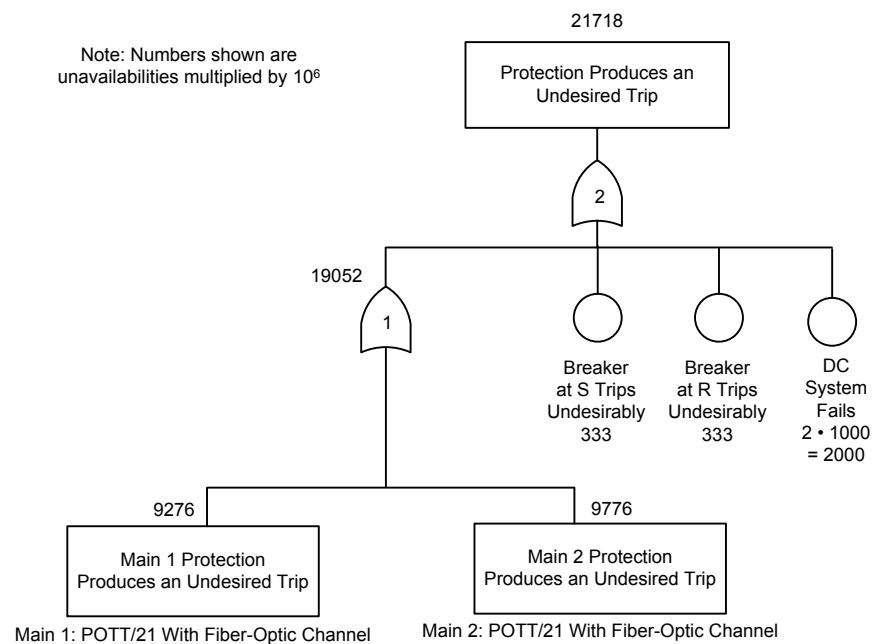 21718
Note: Numbers shown are
unavailabilities multiplied by 10⁶
Protection Produces an
Undesired Trip
2
19052
1
Breaker
at S Trips
Undesirably
333
Breaker
at R Trips
Undesirably
333
DC
System
Fails
2 • 1000
= 2000
9276
9776
Main 1 Protection
Produces an Undesired Trip
Main 2 Protection
Produces an Undesired Trip
Main 1: POTT/21 With Fiber-Optic Channel
Main 2: POTT/21 With Fiber-Optic Channel